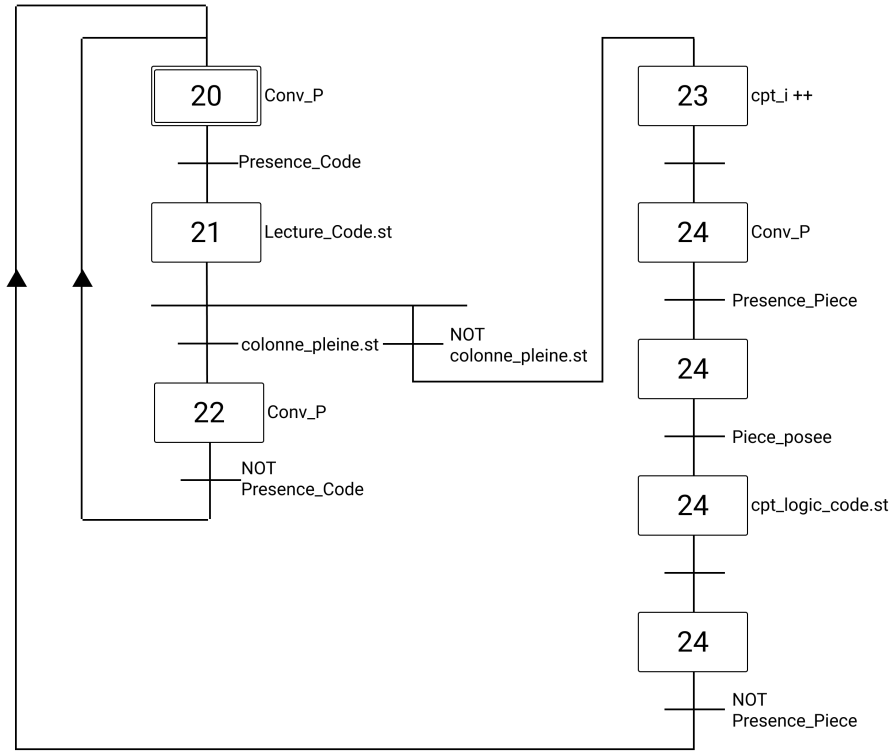 20
Conv_P
Presence_Code
21
Lecture_Code.st
colonne_pleine.st
NOT
colonne_pleine.st
22
Conv_P
NOT
Presence_Code
23
cpt_i ++
24
Conv_P
Presence_Piece
24
Piece_posee
24
cpt_logic_code.st
24
NOT
Presence_Piece